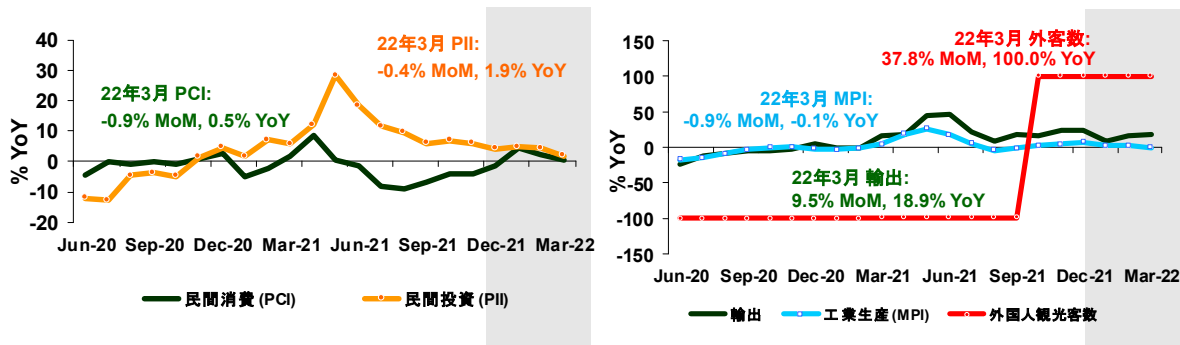 40
30
20
10
0
-10
-20
% YoY
22年3月 PII:
-0.4% MoM, 1.9% YoY
22年3月 PCI:
-0.9% MoM, 0.5% YoY
Jun-20 Sep-20 Dec-20 Mar-21 Jun-21 Sep-21 Dec-21 Mar-22
民間消費 (PCI) 民間投資 (PII)
150
100
50
0
-50
-100
-150
% YoY
22年3月 外客数:
37.8% MoM, 100.0% YoY
22年3月 MPI:
-0.9% MoM, -0.1% YoY
22年3月 輸出:
9.5% MoM, 18.9% YoY
Jun-20 Sep-20 Dec-20 Mar-21 Jun-21 Sep-21 Dec-21 Mar-22
輸出 工業生産 (MPI) 外国人観光客数